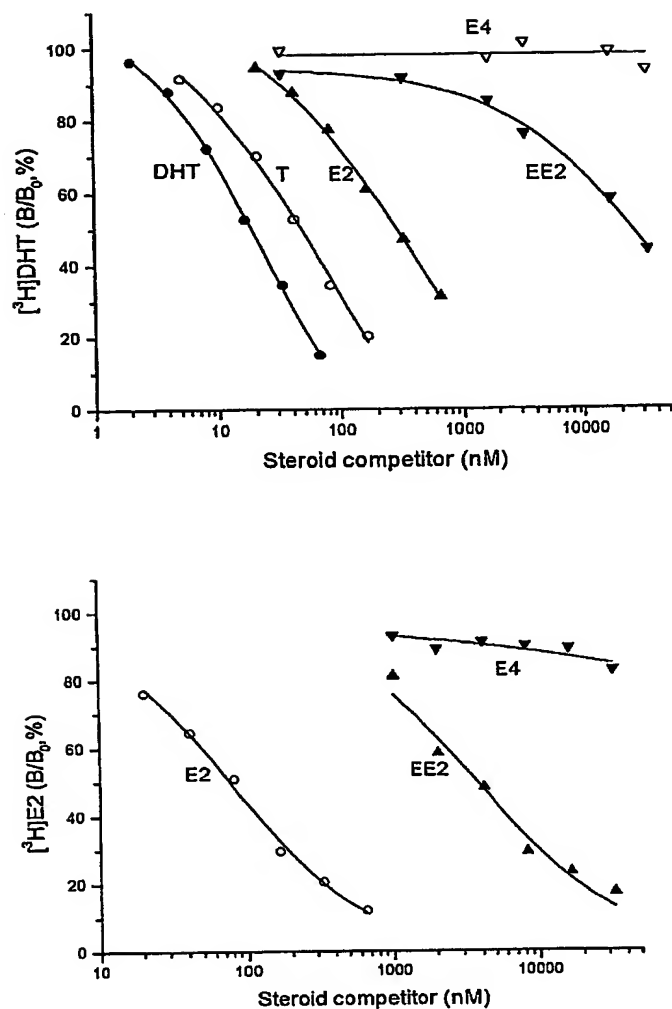 E4
100
80
60
40
20
0
[³H]DHT (B/B₀,%)
DHT
T
E2
EE2
1
10
100
1000
10000
Steroid competitor (nM)
100
80
60
40
20
0
[³H]E2 (B/B₀,%)
E2
E4
EE2
10
100
1000
10000
Steroid competitor (nM)